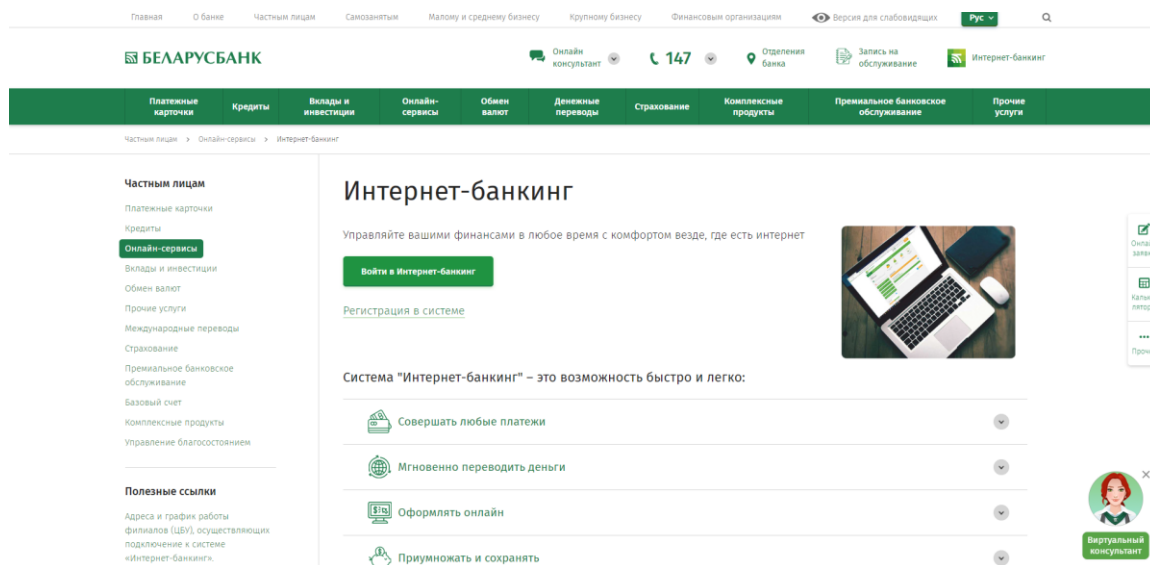 Главная О банке Частным лицам Самозанятым Малому и среднему бизнесу Крупному бизнесу Финансовым организациям Версия для слабовидящих Рус
БЕЛАРУСБАНК
Онлайн
консультант
147
Отделения
банка
Запись на
обслуживание
Интернет-банкинг
Платежные
карточки
Кредиты
Вклады и
инвестиции
Онлайн-
сервисы
Обмен
валют
Денежные
переводы
Страхование
Комплексные
продукты
Премиальное банковское
обслуживание
Прочие
услуги
Частным лицам > Онлайн-сервисы > Интернет-банкинг
Частным лицам
Платежные карточки
Кредиты
Онлайн-сервисы
Вклады и инвестиции
Обмен валют
Прочие услуги
Международные переводы
Страхование
Премиальное банковское
обслуживание
Базовый счет
Комплексные продукты
Управление благосостоянием
Полезные ссылки
Адреса и график работы
филиалов (ЦБУ), осуществляющих
подключение к системе
«Интернет-банкинг».
Интернет-банкинг
Управляйте вашими финансами в любое время с комфортом везде, где есть интернет
Войти в Интернет-банкинг
Регистрация в системе
Система "Интернет-банкинг" – это возможность быстро и легко:
Совершать любые платежи
Мгновенно переводить деньги
Оформлять онлайн
Приумножать и сохранять
Виртуальный
консультант